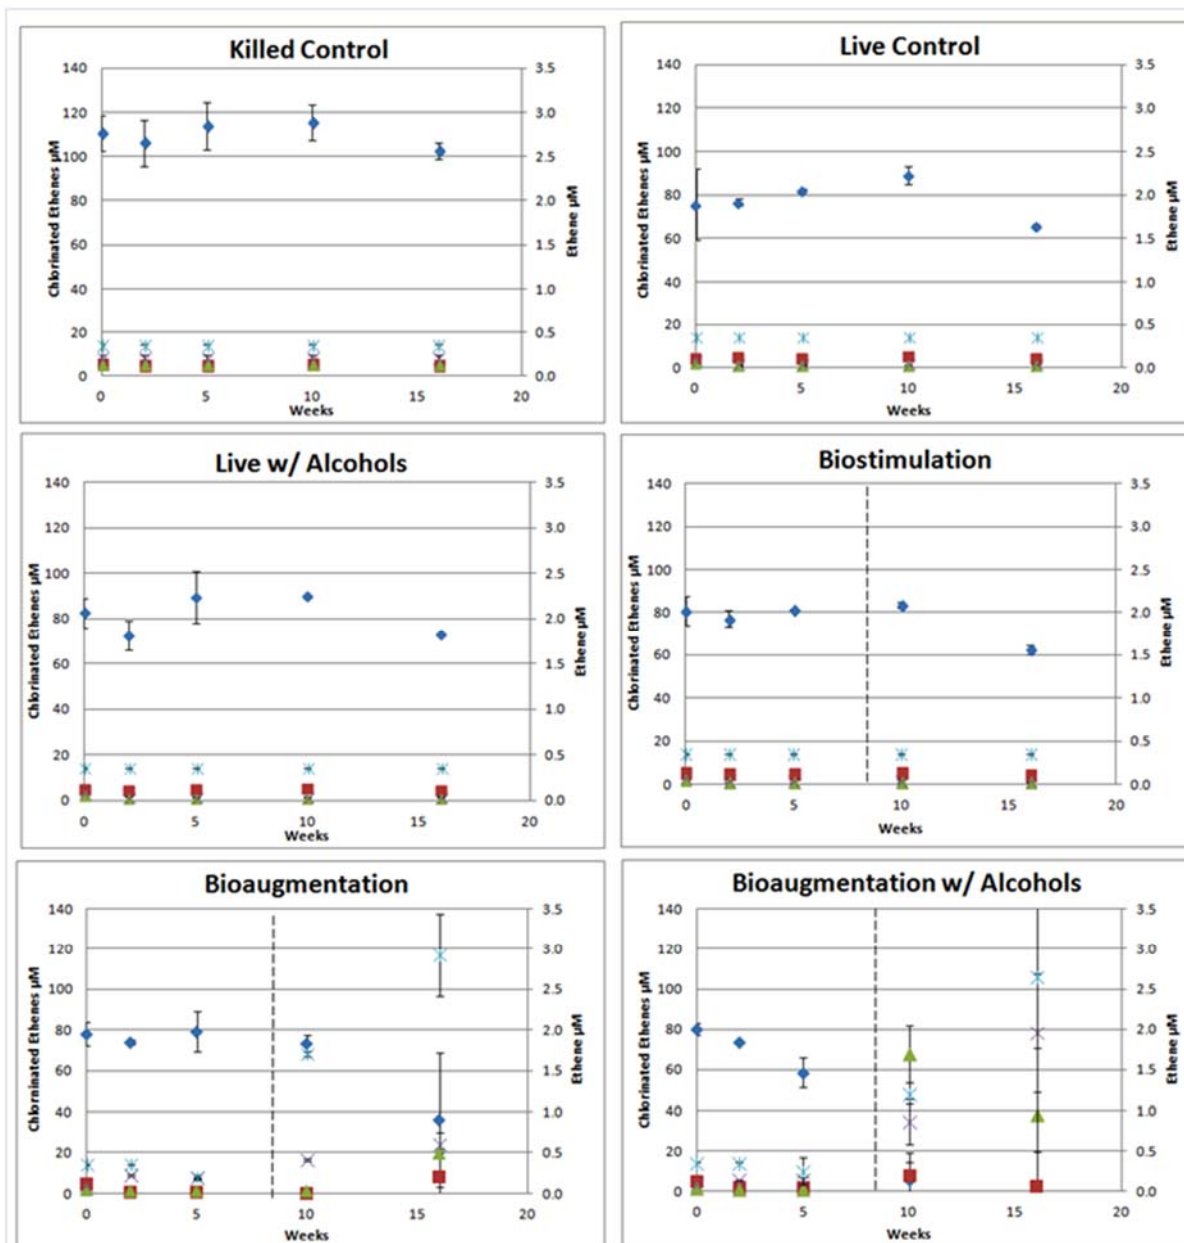 Killed Control
140 3.5
120 3.0
100 2.5
80 2.0
60 1.5
40 1.0
20 0.5
0 0.0
Chlorinated Ethenes µM
Ethene µM
0 5 10 15 20
Weeks
Live Control
140 3.5
120 3.0
100 2.5
80 2.0
60 1.5
40 1.0
20 0.5
0 0.0
Chlorinated Ethenes µM
Ethene µM
0 5 10 15 20
Weeks
Live w/ Alcohols
140 3.5
120 3.0
100 2.5
80 2.0
60 1.5
40 1.0
20 0.5
0 0.0
Chlorinated Ethenes µM
Ethene µM
0 5 10 15 20
Weeks
Biostimulation
140 3.5
120 3.0
100 2.5
80 2.0
60 1.5
40 1.0
20 0.5
0 0.0
Chlorinated Ethenes µM
Ethene µM
0 5 10 15 20
Weeks
Bioaugmentation
140 3.5
120 3.0
100 2.5
80 2.0
60 1.5
40 1.0
20 0.5
0 0.0
Chlorninated Ethenes µM
Ethene µM
0 5 10 15 20
Weeks
Bioaugmentation w/ Alcohols
140 3.5
120 3.0
100 2.5
80 2.0
60 1.5
40 1.0
20 0.5
0 0.0
Chlorinated Ethenes µM
Ethene µM
0 5 10 15 20
Weeks